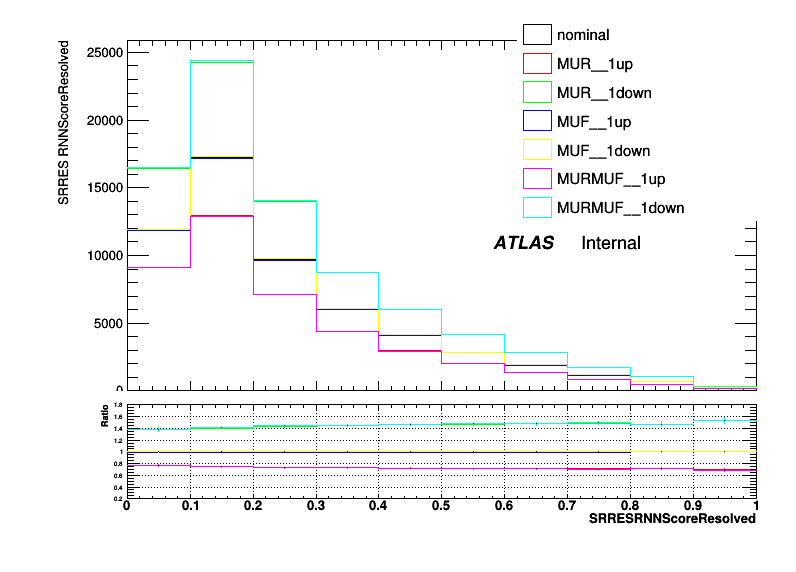 nominal
MUR__1up
MUR__1down
MUF__1up
MUF__1down
MURMUF__1up
MURMUF__1down
ATLAS Internal
SRRES RNNScoreResolved
25000
20000
15000
10000
5000
0
Ratio
1.8
1.6
1.4
1.2
1
0.8
0.6
0.4
0.2
0 0.1 0.2 0.3 0.4 0.5 0.6 0.7 0.8 0.9 1
SRRESRNNScoreResolved